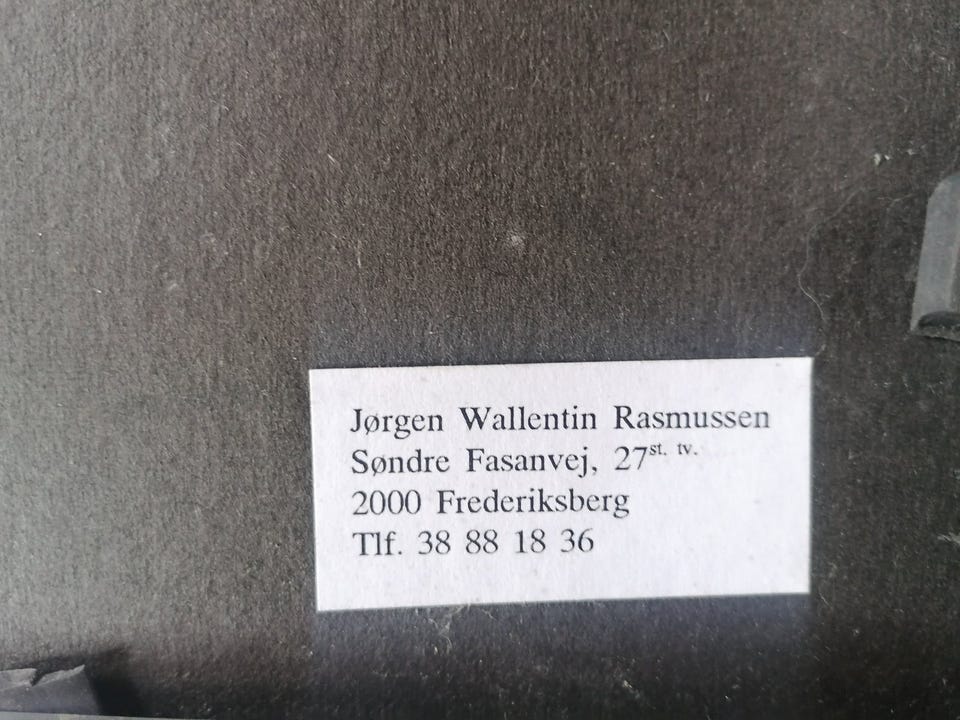 Jørgen Wallentin Rasmussen
Søndre Fasanvej, 27st. tv.
2000 Frederiksberg
Tlf. 38 88 18 36